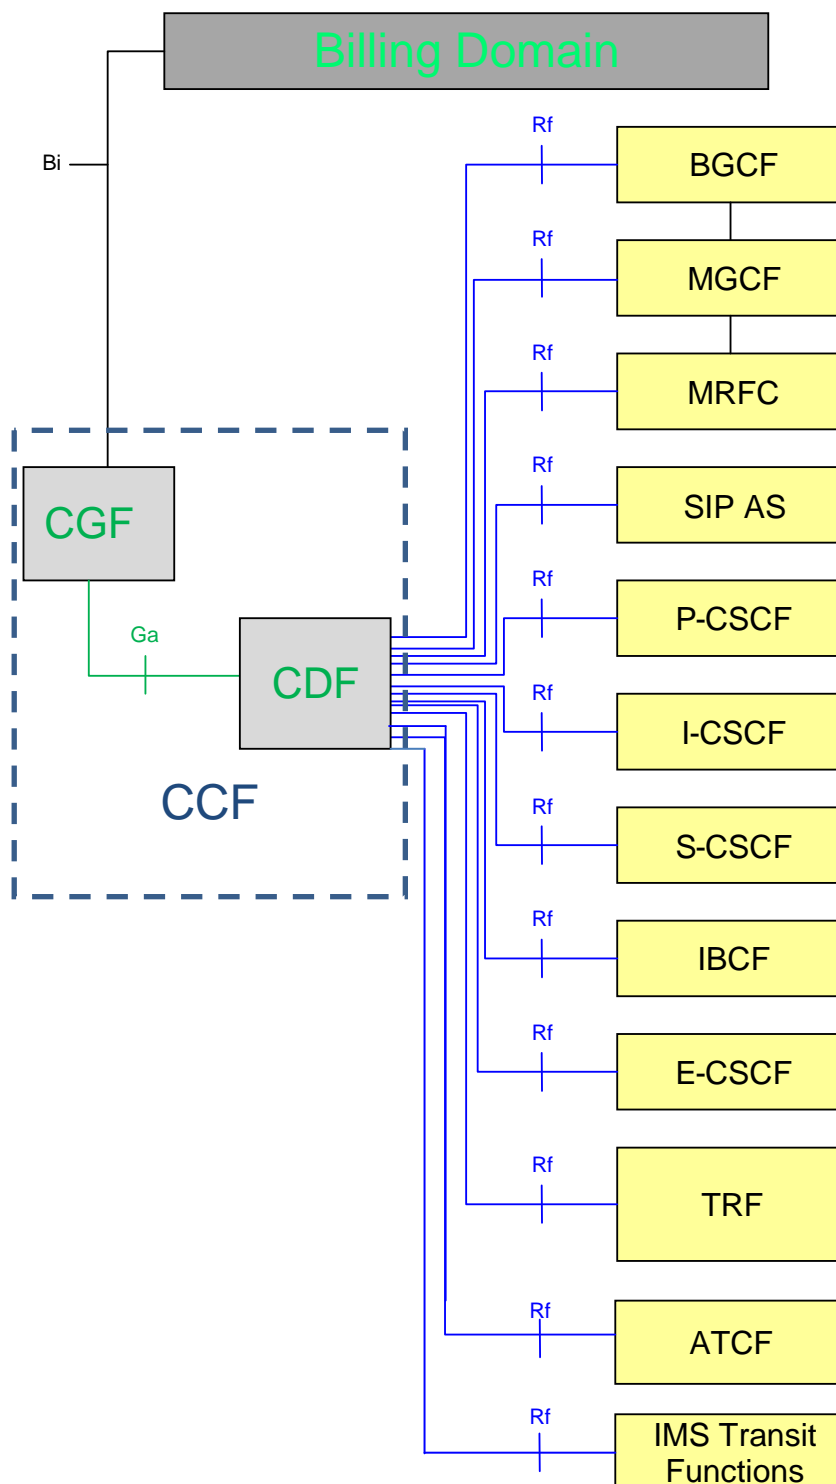 Billing Domain
Bi
Rf
BGCF
Rf
MGCF
Rf
MRFC
Rf
SIP AS
Rf
P-CSCF
Rf
I-CSCF
Rf
S-CSCF
Rf
IBCF
Rf
E-CSCF
Rf
TRF
Rf
ATCF
Rf
IMS Transit
Functions
CGF
Ga
CDF
CCF